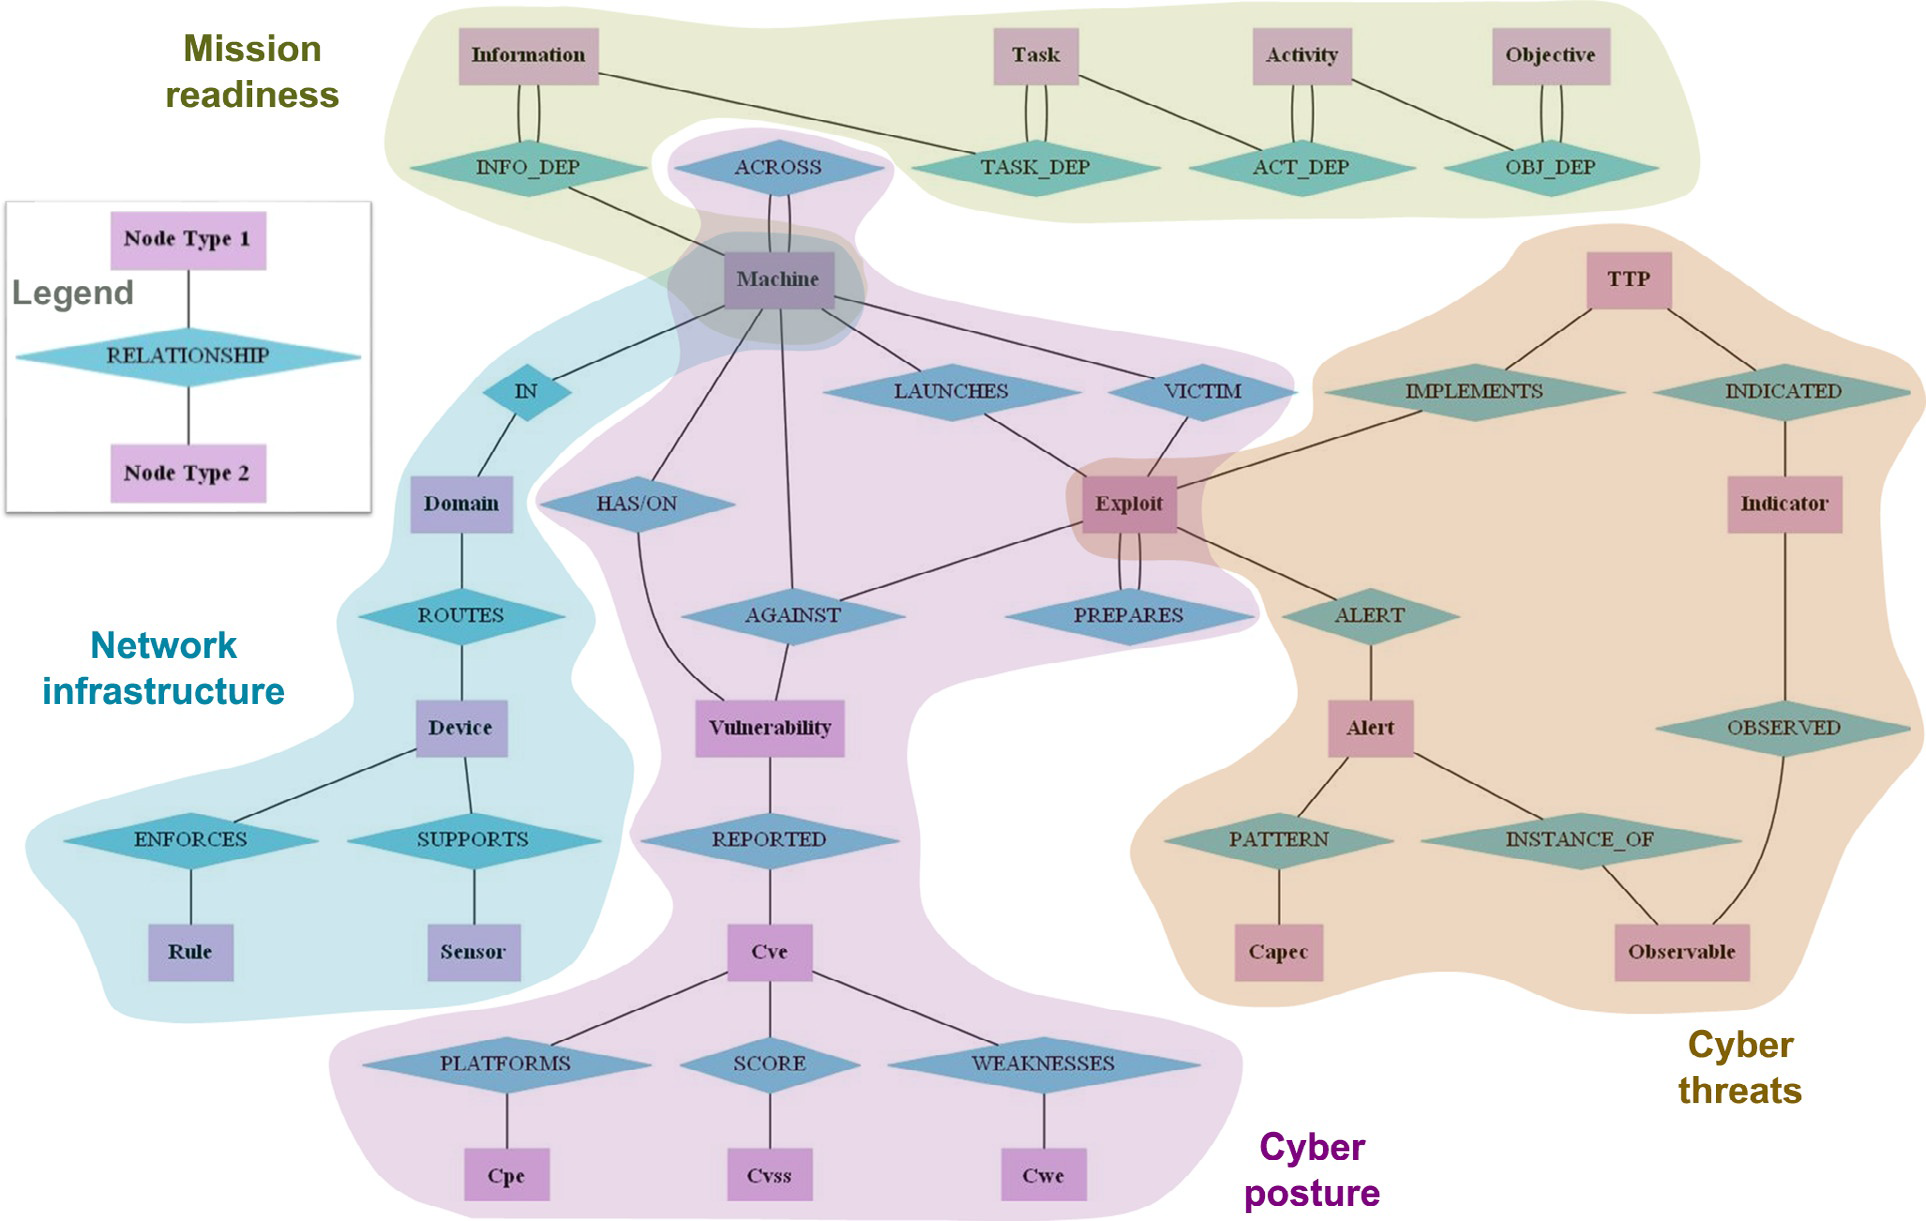 Mission
readiness
Information
Task
Activity
Objective
INFO_DEP
ACROSS
TASK_DEP
ACT_DEP
OBJ_DEP
Node Type 1
Legend
RELATIONSHIP
Node Type 2
Machine
TTP
IN
LAUNCHES
VICTIM
IMPLEMENTS
INDICATED
Domain
HAS/ON
Exploit
Indicator
ROUTES
AGAINST
PREPARES
ALERT
Network
infrastructure
Device
Vulnerability
Alert
OBSERVED
ENFORCES
SUPPORTS
REPORTED
PATTERN
INSTANCE_OF
Rule
Sensor
Cve
Capec
Observable
PLATFORMS
SCORE
WEAKNESSES
Cyber
threats
Cpe
Cvss
Cwe
Cyber
posture